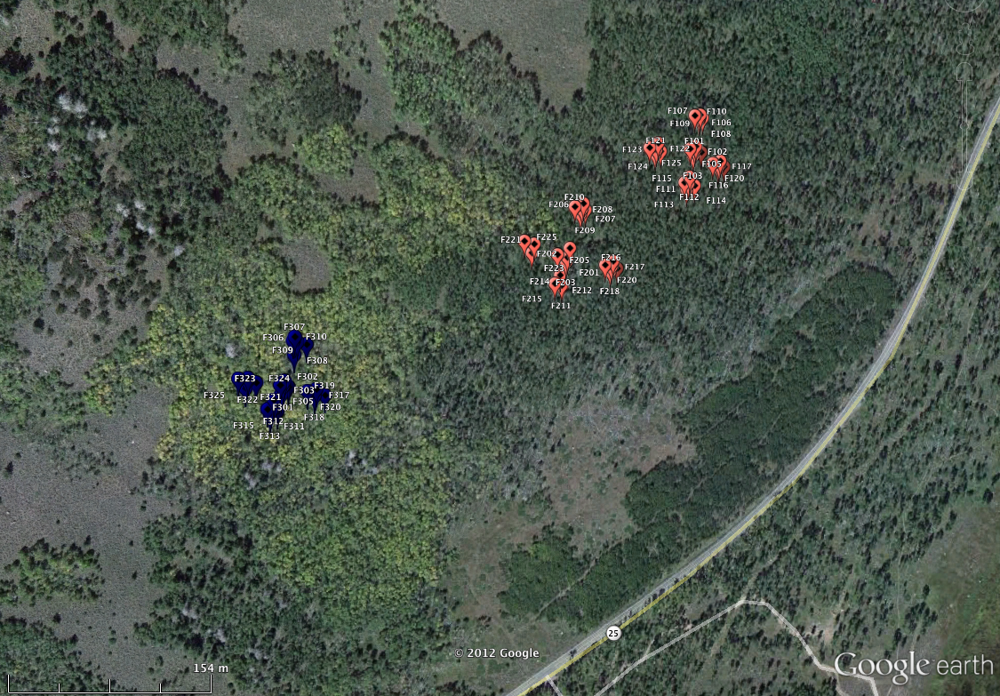 F107 F110
F109 F106
F108
F121 F101
F123 F122 F102
F124 F125 F105 F117
F115 F103 F120
F111 F116
F112
F113 F114
F210
F206 F208
F207
F209
F221 F225
F202 F205 F216
F223 F201 F217
F214 F203 F220
F212 F218
F215
F211
F307
F306 F310
F309
F308
F302
F323 F324 F319
F325 F303 F317
F322 F321 F305 F320
F301 F318
F312
F315 F311
F313
25
© 2012 Google
154 m
Google earth